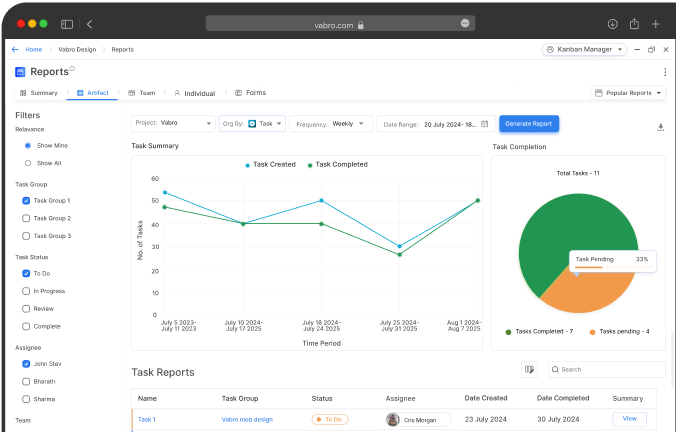 vabro.com
Home > Vabro Design > Reports
Kanban Manager
Reports
Summary
Artifact
Team
Individual
Forms
Popular Reports
Filters
Relavance
Show Mine
Show All
Task Group
Task Group 1
Task Group 2
Task Group 3
Task Status
To Do
In Progress
Review
Complete
Assignee
John Stev
Bharath
Sharma
Team
Project: Vabro
Org By: Task
Frequency: Weekly
Date Range: 20 July 2024- 18...
Generate Report
Task Summary
Task Created
Task Completed
No. of Tasks
60
50
40
30
20
10
0
July 5 2023-
July 11 2023
July 10 2024-
July 17 2025
July 18 2024-
July 24 2025
July 25 2024-
July 31 2025
Aug 1 2024-
Aug 7 2025
Time Period
Task Completion
Total Tasks - 11
Task Pending 33%
Tasks Completed - 7
Tasks pending - 4
Task Reports
Search
Name Task Group Status Assignee Date Created Date Completed Summary
Task 1 Vabro mob design To Do Cris Morgan 23 July 2024 30 July 2024 View